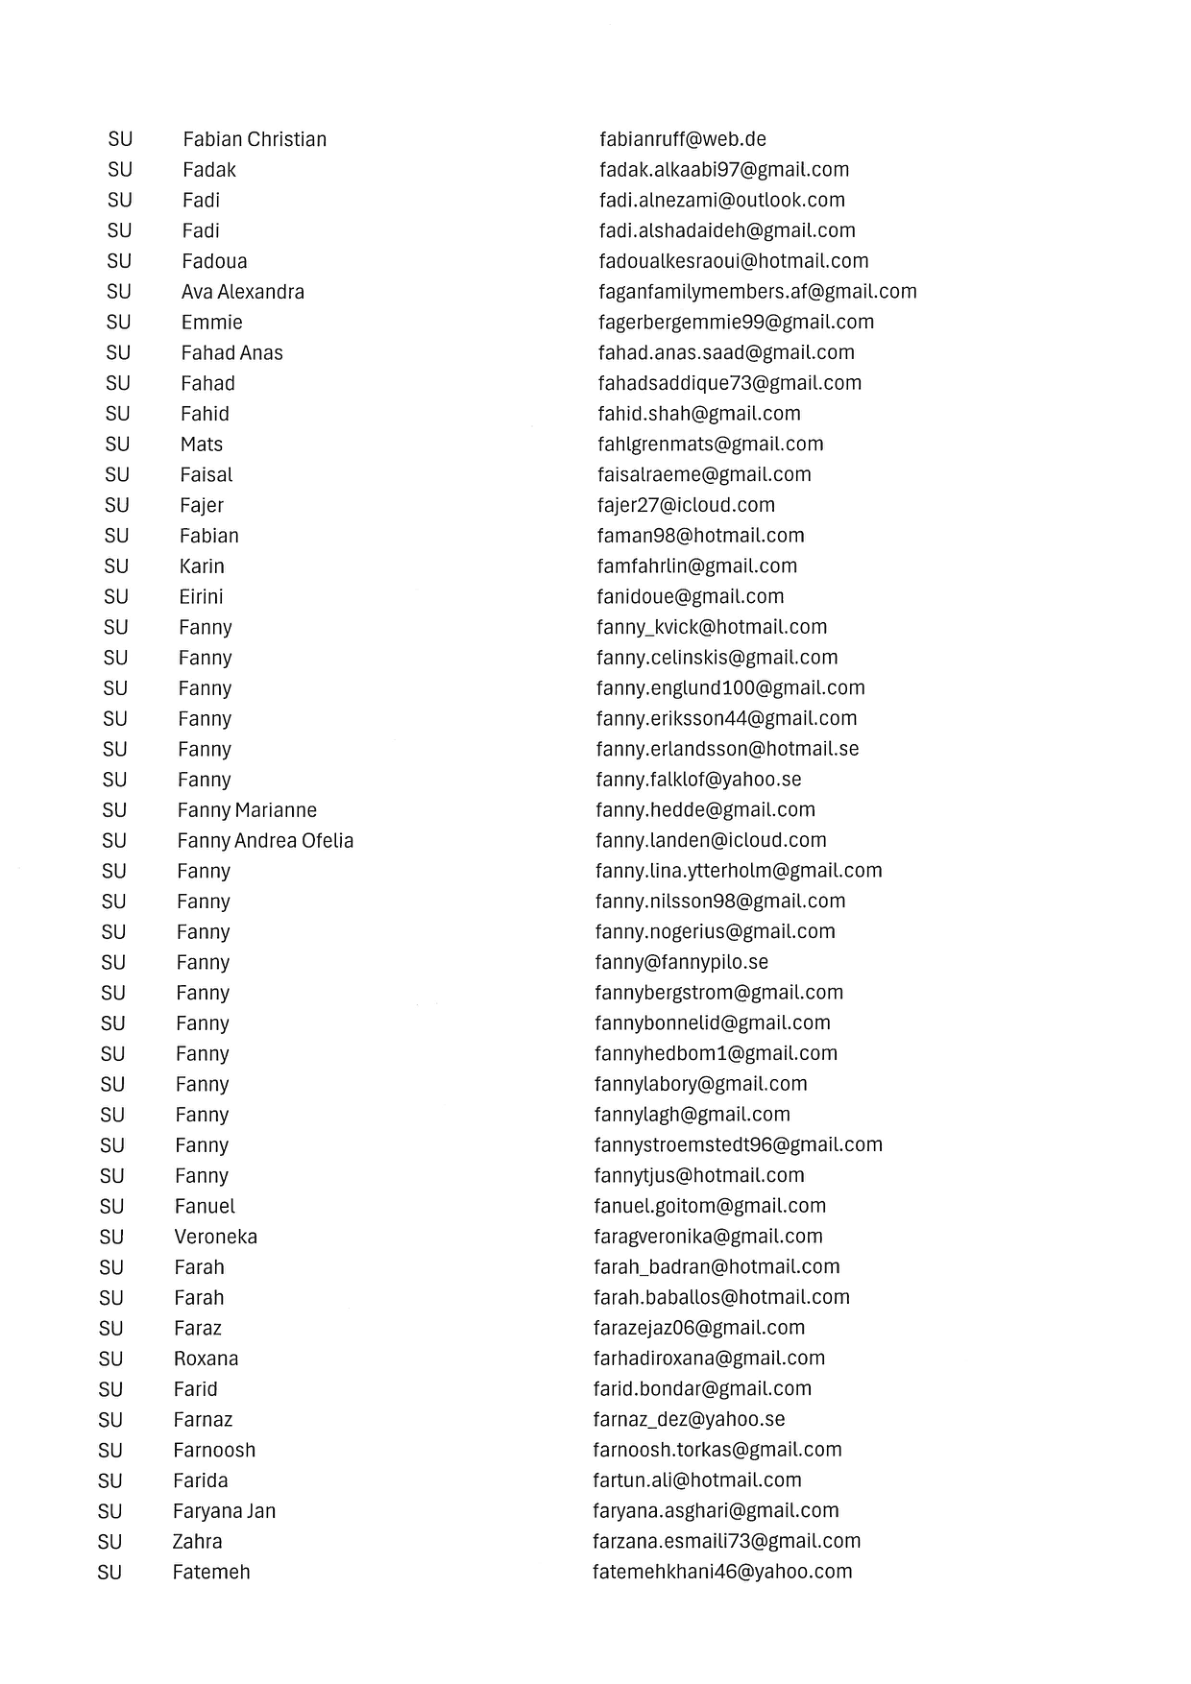 SU Fabian Christian fabianruff@web.de
SU Fadak fadak.alkaabi97@gmail.com
SU Fadi fadi.alnezami@outlook.com
SU Fadi fadi.alshadaideh@gmail.com
SU Fadoua fadoualkesraoui@hotmail.com
SU Ava Alexandra faganfamilymembers.af@gmail.com
SU Emmie fagerbergemmie99@gmail.com
SU Fahad Anas fahad.anas.saad@gmail.com
SU Fahad fahadsaddique73@gmail.com
SU Fahid fahid.shah@gmail.com
SU Mats fahlgrenmats@gmail.com
SU Faisal faisalraeme@gmail.com
SU Fajer fajer27@icloud.com
SU Fabian faman98@hotmail.com
SU Karin famfahrlin@gmail.com
SU Eirini fanidoue@gmail.com
SU Fanny fanny_kvick@hotmail.com
SU Fanny fanny.celinskis@gmail.com
SU Fanny fanny.englund100@gmail.com
SU Fanny fanny.eriksson44@gmail.com
SU Fanny fanny.erlandsson@hotmail.se
SU Fanny fanny.falklof@yahoo.se
SU Fanny Marianne fanny.hedde@gmail.com
SU Fanny Andrea Ofelia fanny.landen@icloud.com
SU Fanny fanny.lina.ytterholm@gmail.com
SU Fanny fanny.nilsson98@gmail.com
SU Fanny fanny.nogerius@gmail.com
SU Fanny fanny@fannypilo.se
SU Fanny fannybergstrom@gmail.com
SU Fanny fannybonnelid@gmail.com
SU Fanny fannyhedbom1@gmail.com
SU Fanny fannylabory@gmail.com
SU Fanny fannylagh@gmail.com
SU Fanny fannystroemstedt96@gmail.com
SU Fanny fannytjus@hotmail.com
SU Fanuel fanuel.goitom@gmail.com
SU Veroneka faragveronika@gmail.com
SU Farah farah_badran@hotmail.com
SU Farah farah.baballos@hotmail.com
SU Faraz farazejaz06@gmail.com
SU Roxana farhadiroxana@gmail.com
SU Farid farid.bondar@gmail.com
SU Farnaz farnaz_dez@yahoo.se
SU Farnoosh farnoosh.torkas@gmail.com
SU Farida fartun.ali@hotmail.com
SU Faryana Jan faryana.asghari@gmail.com
SU Zahra farzana.esmaili73@gmail.com
SU Fatemeh fatemehkhani46@yahoo.com